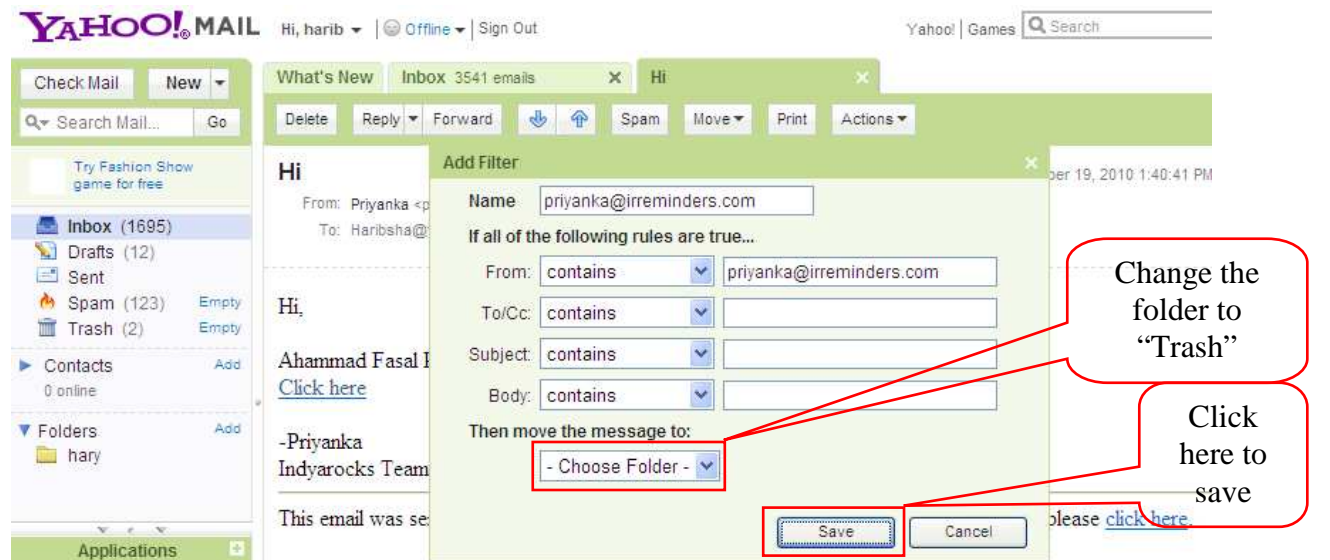 YAHOO! MAIL Hi, harib Offline Sign Out Yahoo! Games Search
Check Mail New
Search Mail... Go
Try Fashion Show
game for free
Inbox (1695)
Drafts (12)
Sent
Spam (123) Empty
Trash (2) Empty
Contacts Add
0 online
Folders Add
hary
Applications
What's New Inbox 3541 emails Hi
Delete Reply Forward Spam Move Print Actions
Hi
19, 2010 1:40:41 PM
From: Priyanka
To: Haribsha@
Hi,
Ahammad Fasal
Click here
-Priyanka
Indyarocks Team
This email was
please click here.
Add Filter
Name priyanka@irreminders.com
If all of the following rules are true...
From: contains priyanka@irreminders.com
To/Cc: contains
Subject: contains
Body: contains
Then move the message to:
- Choose Folder -
Save Cancel
Change the
folder to
“Trash”
Click
here to
save